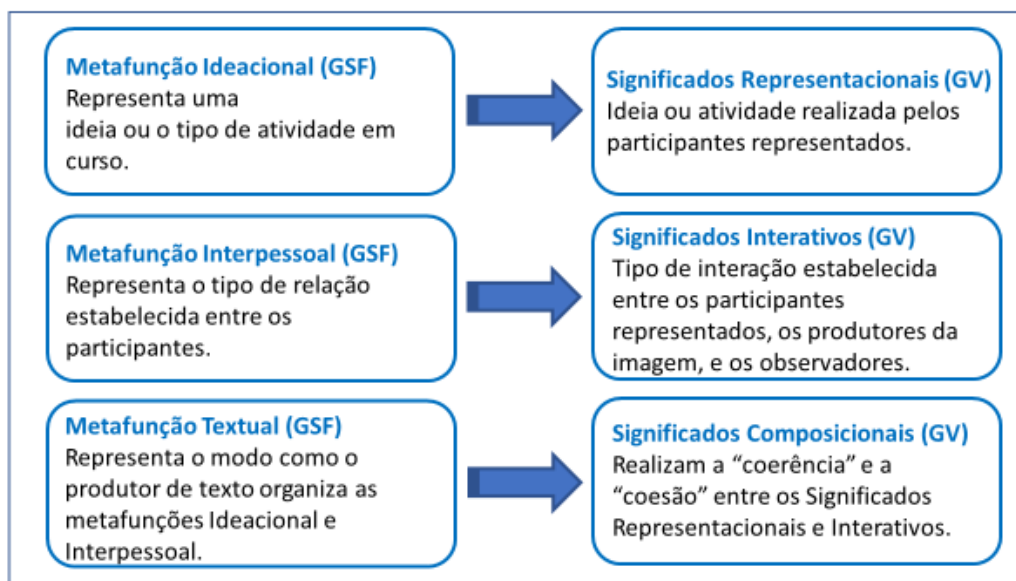 Metafunção Ideacional (GSF)
Representa uma
ideia ou o tipo de atividade em
curso.
Significados Representacionais (GV)
Ideia ou atividade realizada pelos
participantes representados.
Metafunção Interpessoal (GSF)
Representa o tipo de relação
estabelecida entre os
participantes.
Significados Interativos (GV)
Tipo de interação estabelecida
entre os participantes
representados, os produtores da
imagem, e os observadores.
Metafunção Textual (GSF)
Representa o modo como o
produtor de texto organiza as
metafunções Ideacional e
Interpessoal.
Significados Composicionais (GV)
Realizam a “coerência” e a
“coesão” entre os Significados
Representacionais e Interativos.